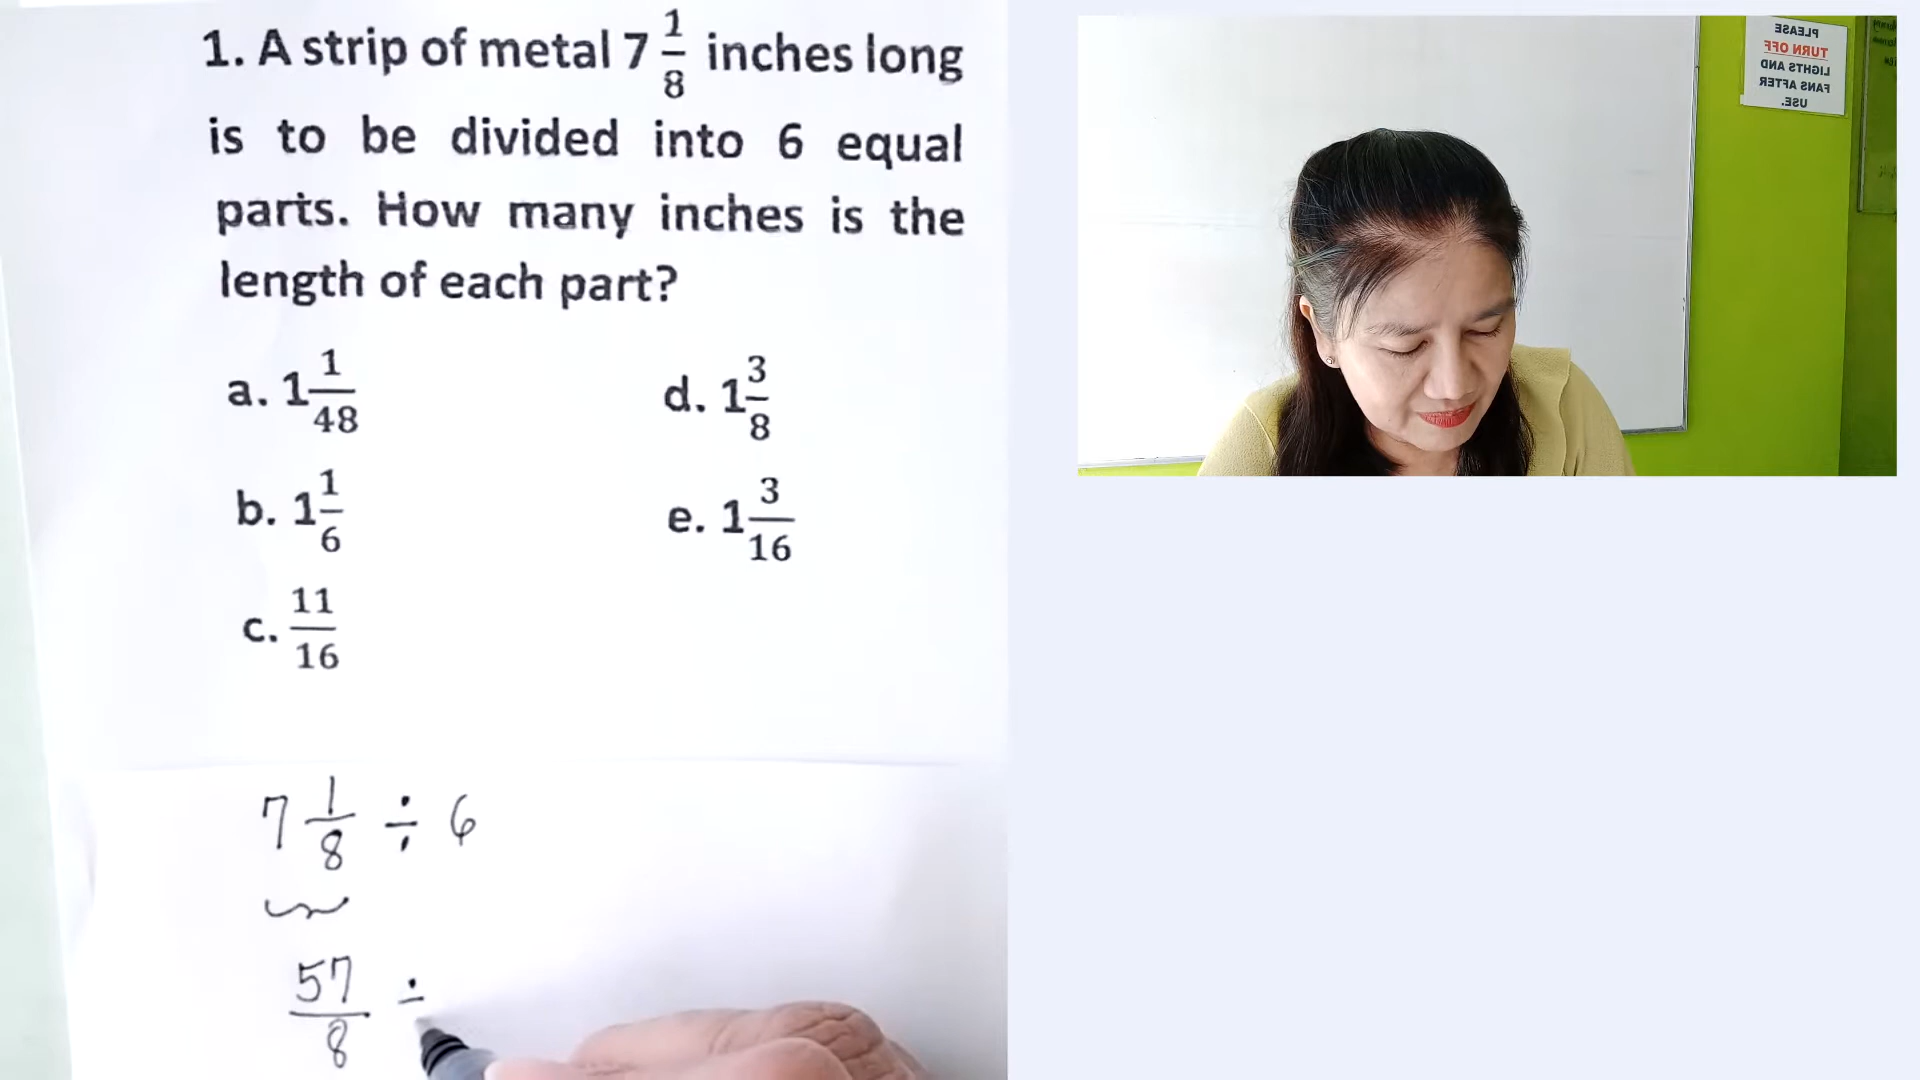 1. A strip of metal 7 1/8 inches long
is to be divided into 6 equal
parts. How many inches is the
length of each part?
a. 1 1/48
b. 1 1/6
c. 11/16
d. 1 3/8
e. 1 3/16
7 1/8 ÷ 6
57/8 ÷
PLEASE
TURN OFF
LIGHTS AND
FANS AFTER
USE.